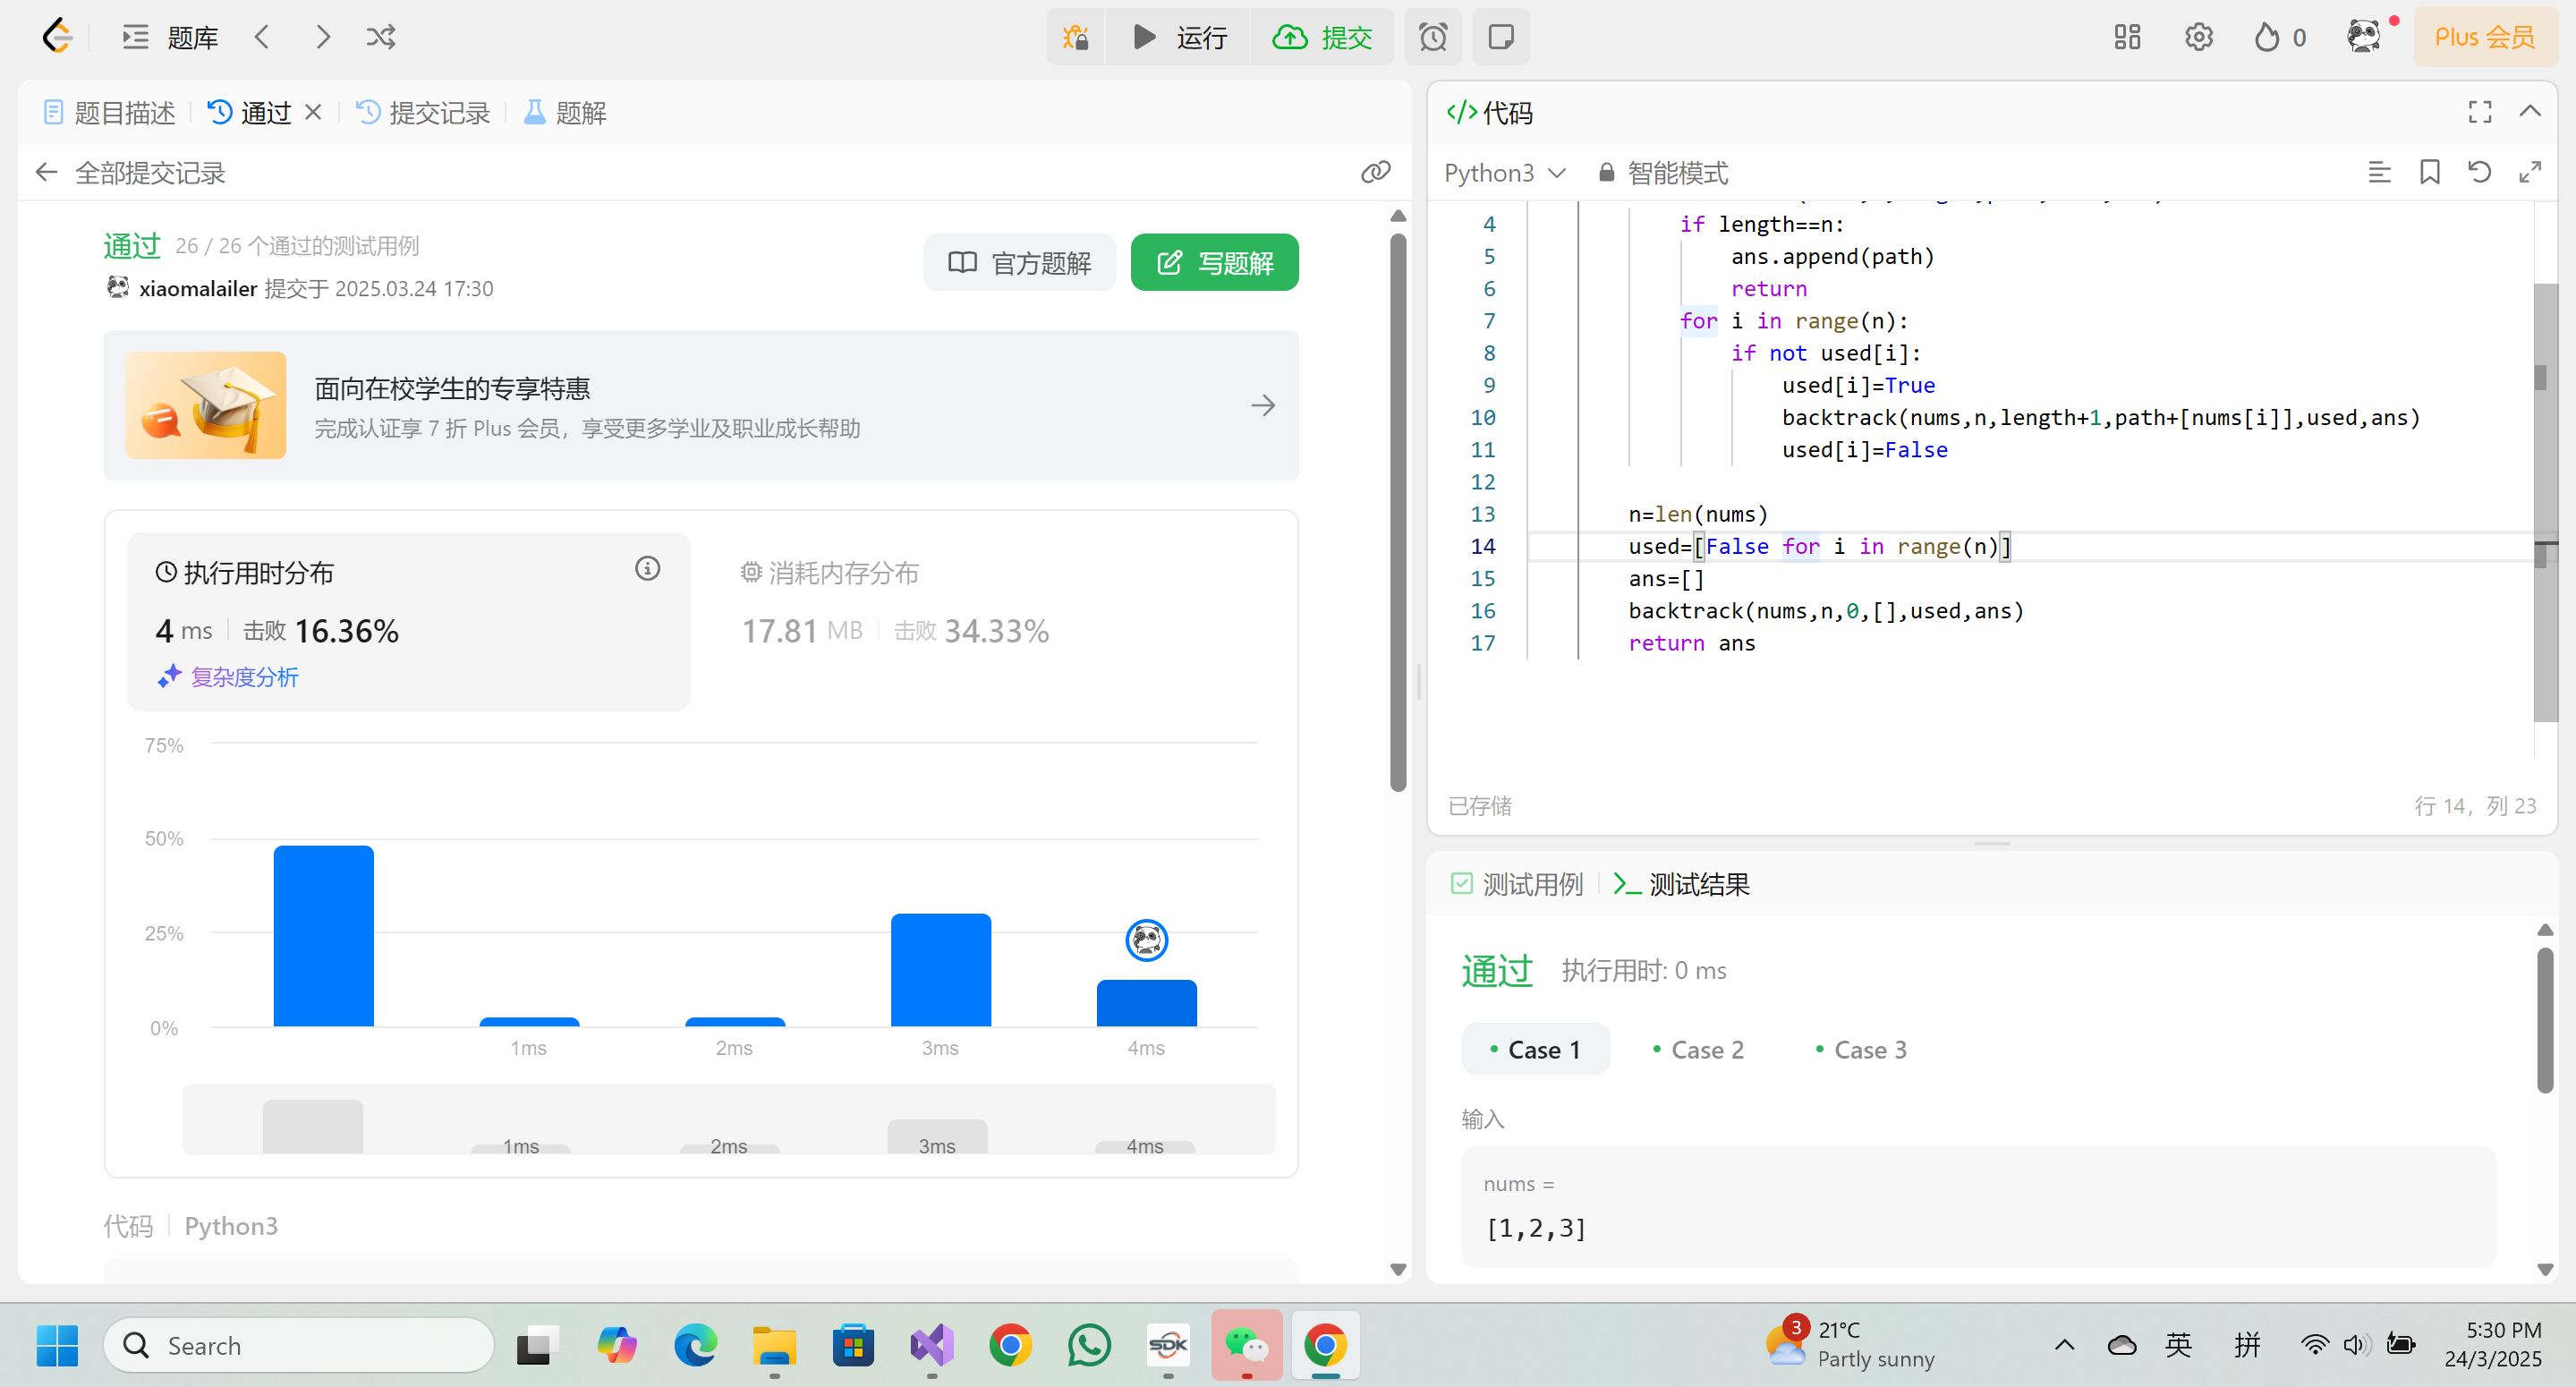 题库
运行
提交
0
Plus 会员
题目描述
通过
提交记录
题解
全部提交记录
通过
26 / 26 个通过的测试用例
官方题解
写题解
xiaomalailer 提交于 2025.03.24 17:30
面向在校学生的专享特惠
完成认证享 7 折 Plus 会员，享受更多学业及职业成长帮助
执行用时分布
4 ms
击败 16.36%
复杂度分析
消耗内存分布
17.81 MB
击败 34.33%
75%
50%
25%
0%
1ms
2ms
3ms
4ms
1ms
2ms
3ms
4ms
代码
Python3
</> 代码
Python3
智能模式
4 if length==n:
5 ans.append(path)
6 return
7 for i in range(n):
8 if not used[i]:
9 used[i]=True
10 backtrack(nums,n,length+1,path+[nums[i]],used,ans)
11 used[i]=False
12
13 n=len(nums)
14 used=[False for i in range(n)]
15 ans=[]
16 backtrack(nums,n,0,[],used,ans)
17 return ans
已存储
行 14，列 23
测试用例
测试结果
通过
执行用时: 0 ms
Case 1
Case 2
Case 3
输入
nums =
[1,2,3]
Search
SDK
3
21°C
Partly sunny
英
拼
5:30 PM
24/3/2025